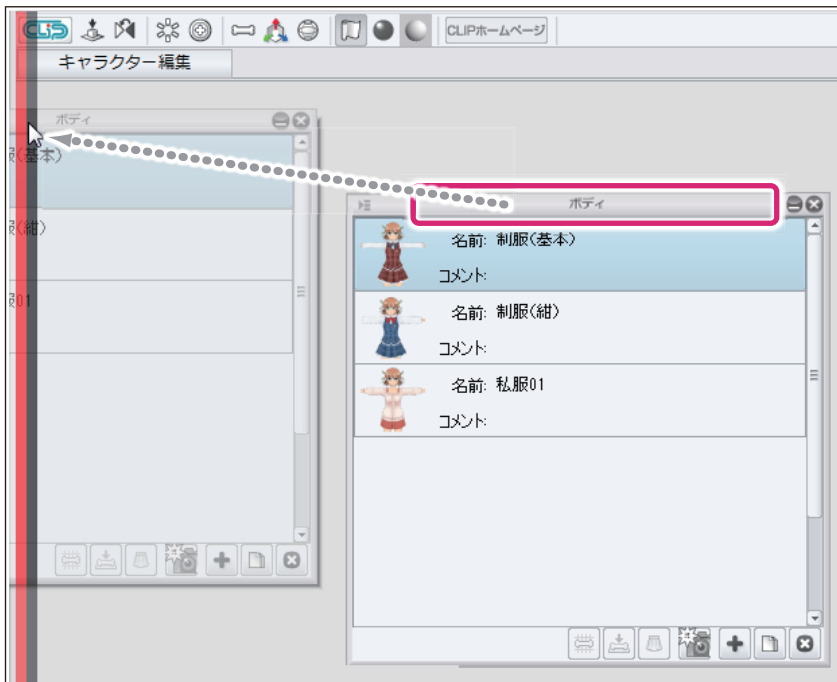 CLiP CLIPホームページ
キャラクター編集
ボディ
服(基本)
服(紺)
服01
ボディ
名前: 制服(基本)
コメント:
名前: 制服(紺)
コメント:
名前: 私服01
コメント: